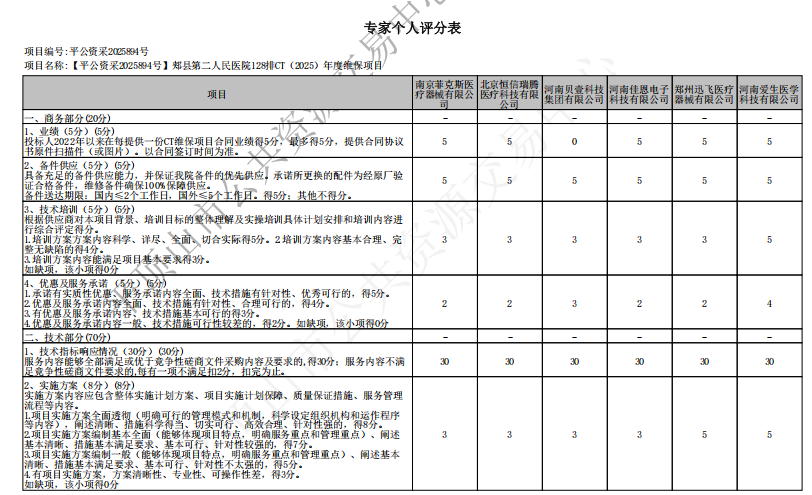 专家个人评分表
项目编号:平公资采2025894号
项目名称:【平公资采2025894号】郏县第二人民医院128排CT（2025）年度维保项目
项目 南京菲克斯医疗器械有限公司 北京恒信瑞腾医疗科技有限公司 河南贝壹科技集团有限公司 河南佳恩电子科技有限公司 郑州迅飞医疗器械有限公司 河南爱生医学科技有限公司
一、商务部分(20分) - - - - - -
1、业绩（5分）(5分)
投标人2022年以来在每提供一份CT维保项目合同业绩得5分，最多得5分，提供合同协议
书原件扫描件（或图片）。以合同签订时间为准。
5 5 0 5 5 5
2、备件供应（5分）(5分)
具备充足的备件供应能力，并保证我院备件的优先供应。承诺所更换的配件为经原厂验
证合格备件，维修备件确保100%保障供应。
备件送达期限：国内≤2个工作日，国外≤5个工作日。得5分；其他不得分。
5 5 5 5 5 5
3、技术培训（5分）(5分)
根据供应商对本项目背景、培训目标的整体理解及实操培训具体计划安排和培训内容进
行综合评定得分。
1.培训方案方案内容科学、详尽、全面、切合实际得5分。2培训方案内容基本合理、完
整无缺陷的得4分。
3.培训方案内容能满足项目基本要求得3分。
如缺项，该小项得0分
3 3 3 3 3 5
4、优惠及服务承诺 （5分）(5分)
1.承诺有实质性优惠、服务承诺内容全面、技术措施有针对性、优秀可行的，得5分。
2.优惠及服务承诺内容全面、技术措施有针对性、合理可行的，得4分。
3.有优惠及服务承诺内容、技术措施基本可行的得3分。
4.优惠及服务承诺内容一般、技术措施可行性较差的，得2分。如缺项，该小项得0分
2 2 3 2 2 4
二、技术部分(70分) - - - - - -
1、技术指标响应情况（30分）(30分)
服务内容能够全部满足或优于竞争性磋商文件采购内容及要求的,得30分；服务内容不满
足竟争性磋商文件要求的,每有一项不满足扣2分，扣完为止。
30 30 30 30 30 30
2、实施方案（8分）(8分)
实施方案内容应包含整体实施计划方案、项目实施计划保障、质量保证措施、服务管理
流程等内容。
1.项目实施方案全面透彻（明确可行的管理模式和机制，科学设定组织机构和运作程序
等内容），阐述清晰、措施科学得当、切实可行、高效合理、针对性强的，得8分。
2.项目实施方案编制基本全面（能够体现项目特点，明确服务重点和管理重点）、阐述
基本清晰、措施基本满足要求、基本可行、针对性较强的，得7分。
3.项目实施方案编制一般（能够体现项目特点，明确服务重点和管理重点）、阐述基本
清晰、措施基本满足要求、基本可行、针对性不太强的，得5分。
4.有项目实施方案，方案清晰性、专业性、可操作性差，得3分。
如缺项，该小项得0分
3 3 3 3 5 5
平顶山市公共资源交易中心